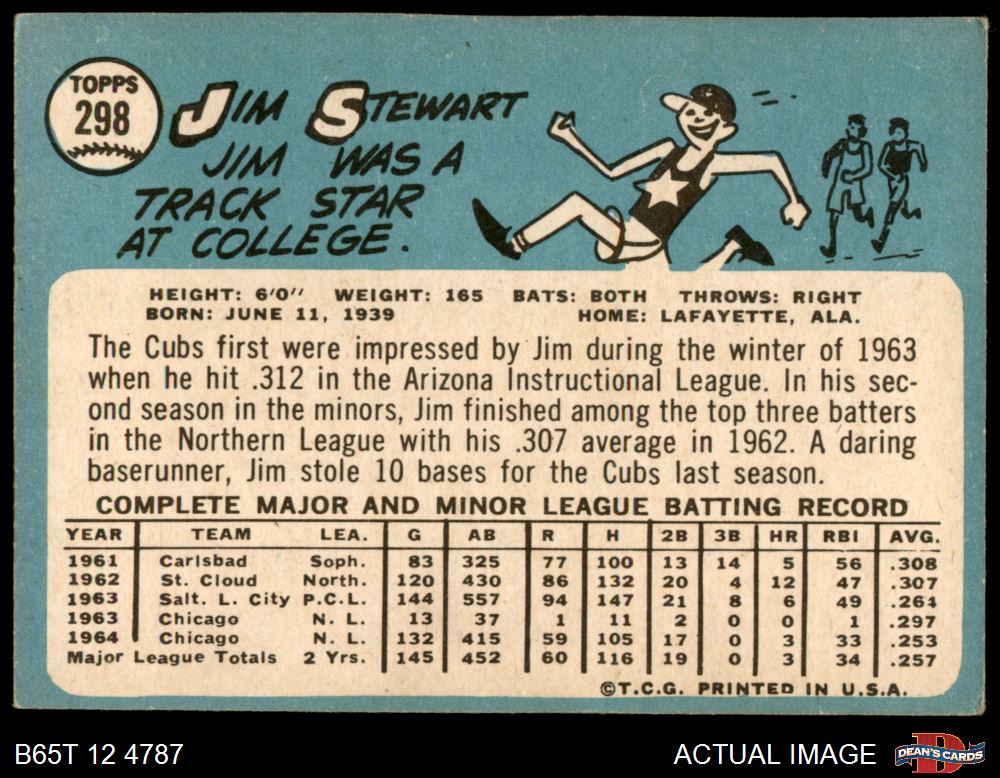 TOPPS
298
JIM STEWART
JIM WAS A
TRACK STAR
AT COLLEGE.
HEIGHT: 6'0" WEIGHT: 165 BATS: BOTH THROWS: RIGHT
BORN: JUNE 11, 1939 HOME: LAFAYETTE, ALA.
The Cubs first were impressed by Jim during the winter of 1963
when he hit .312 in the Arizona Instructional League. In his sec-
ond season in the minors, Jim finished among the top three batters
in the Northern League with his .307 average in 1962. A daring
baserunner, Jim stole 10 bases for the Cubs last season.
COMPLETE MAJOR AND MINOR LEAGUE BATTING RECORD
YEAR TEAM LEA. G AB R H 2B 3B HR RBI AVG.
1961 Carlsbad Soph. 83 325 77 100 13 14 5 56 .308
1962 St. Cloud North. 120 430 86 132 20 4 12 47 .307
1963 Salt. L. City P.C.L. 144 557 94 147 21 8 6 49 .264
1963 Chicago N. L. 13 37 1 11 2 0 0 1 .297
1964 Chicago N. L. 132 415 59 105 17 0 3 33 .253
Major League Totals 2 Yrs. 145 452 60 116 19 0 3 34 .257
©T.C.G. PRINTED IN U.S.A.
B65T 12 4787 ACTUAL IMAGE
D
DEAN'S CARDS